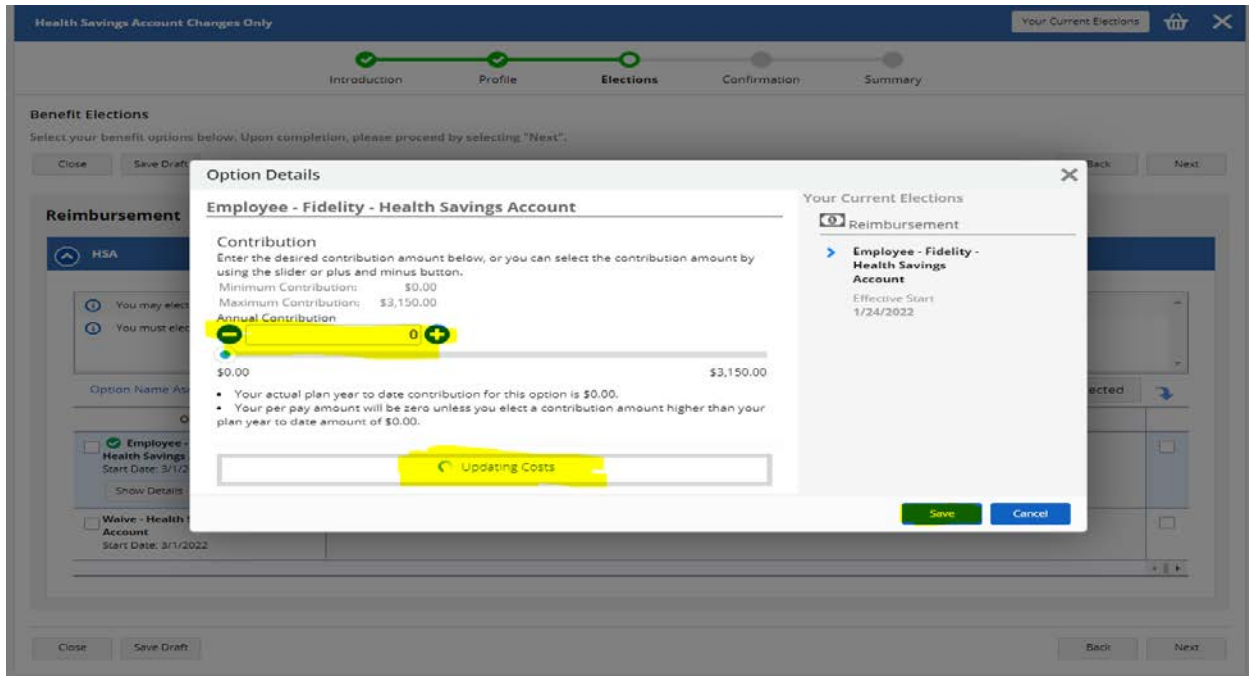 Health Savings Account Changes Only
Your Current Elections
Introduction
Profile
Elections
Confirmation
Summary
Benefit Elections
Select your benefit options below. Upon completion, please proceed by selecting "Next".
Close
Save Draft
Back
Next
Reimbursement
HSA
You may elect
You must elec
Option Name
ected
Employee -
Health Savings
Start Date: 3/1/2
Show Details
Waive - Health
Account
Start Date: 3/1/2022
Option Details
Employee - Fidelity - Health Savings Account
Contribution
Enter the desired contribution amount below, or you can select the contribution amount by
using the slider or plus and minus button.
Minimum Contribution: $0.00
Maximum Contribution: $3,150.00
Annual Contribution
0
$0.00
$3,150.00
• Your actual plan year to date contribution for this option is $0.00.
• Your per pay amount will be zero unless you elect a contribution amount higher than your
plan year to date amount of $0.00.
Updating Costs
Your Current Elections
Reimbursement
Employee - Fidelity -
Health Savings
Account
Effective Start
1/24/2022
Save
Cancel
Close
Save Draft
Back
Next